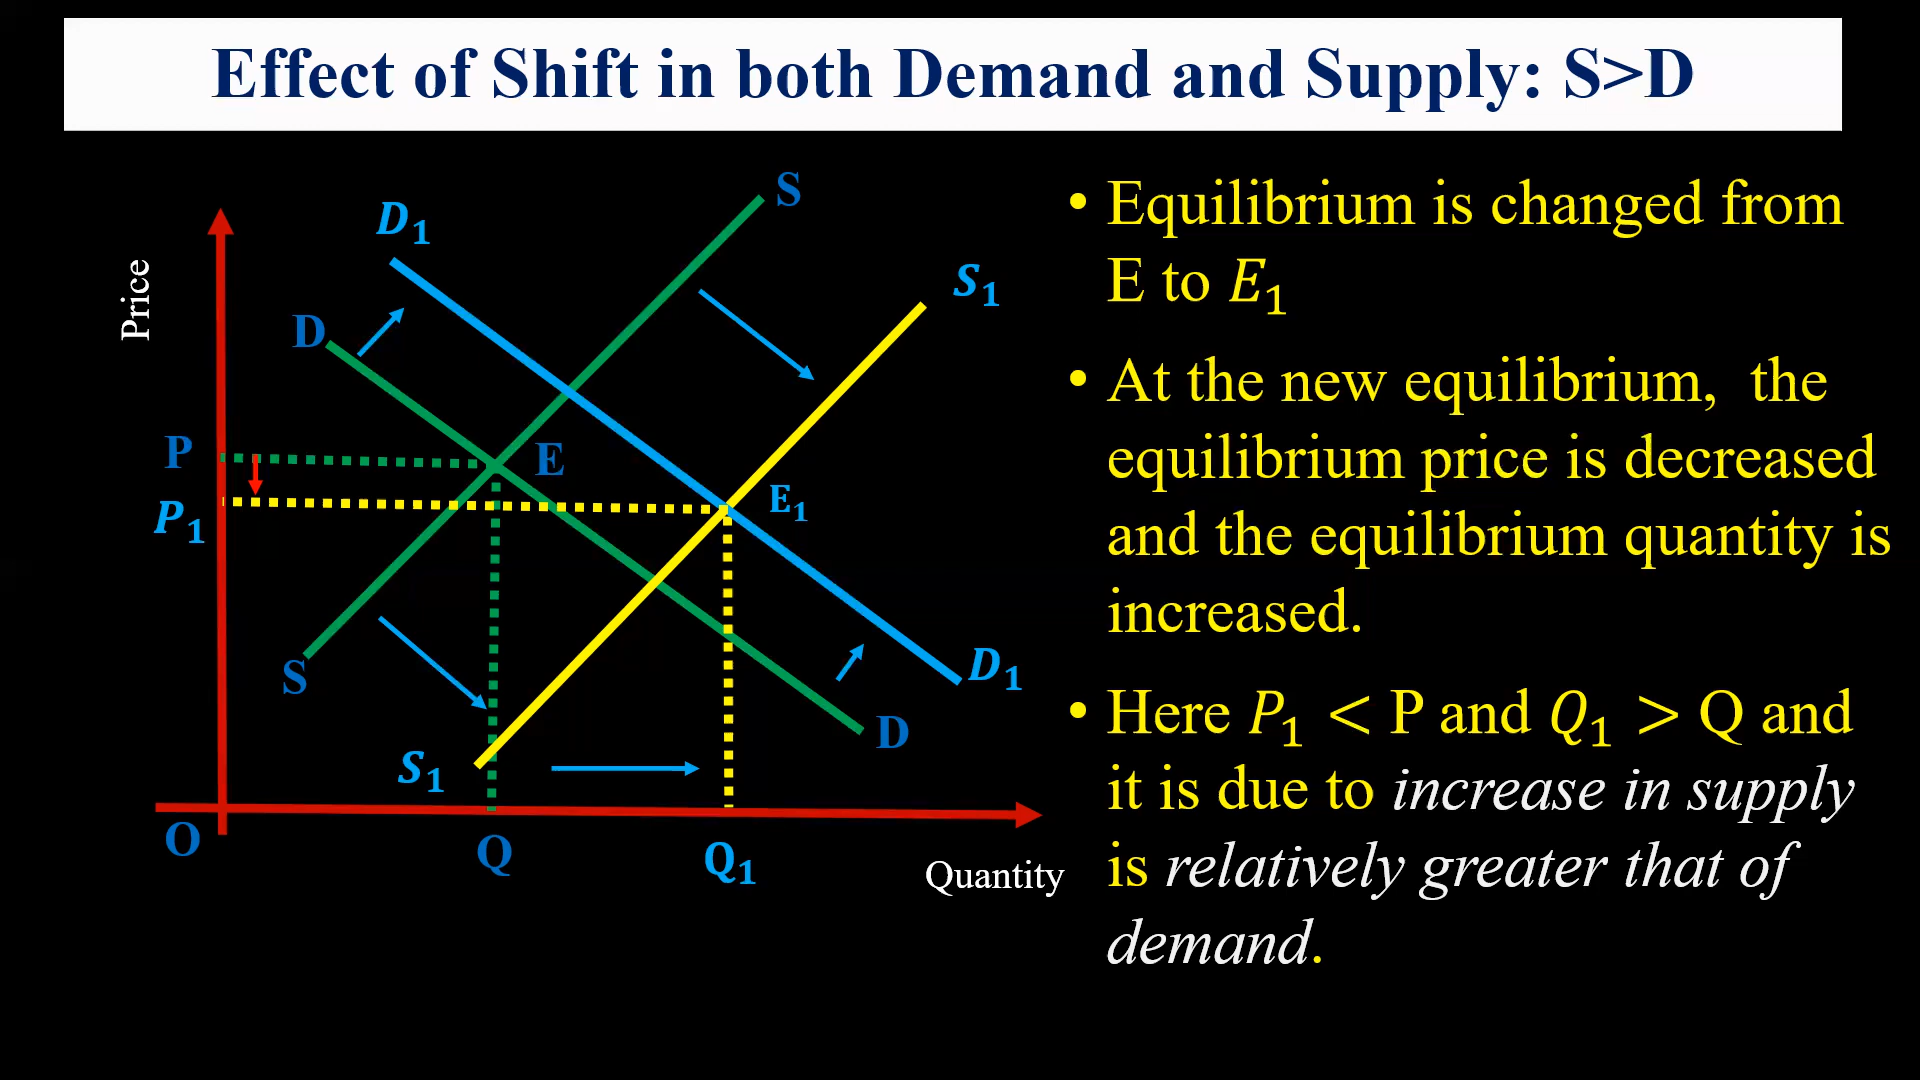 Effect of Shift in both Demand and Supply: S>D
Price
D₁
S
S₁
D
P
E
P₁
E₁
S
D₁
D
S₁
O
Q
Q₁
Quantity
• Equilibrium is changed from
E to E₁
• At the new equilibrium, the
equilibrium price is decreased
and the equilibrium quantity is
increased.
• Here P₁ < P and Q₁ > Q and
it is due to increase in supply
is relatively greater that of
demand.